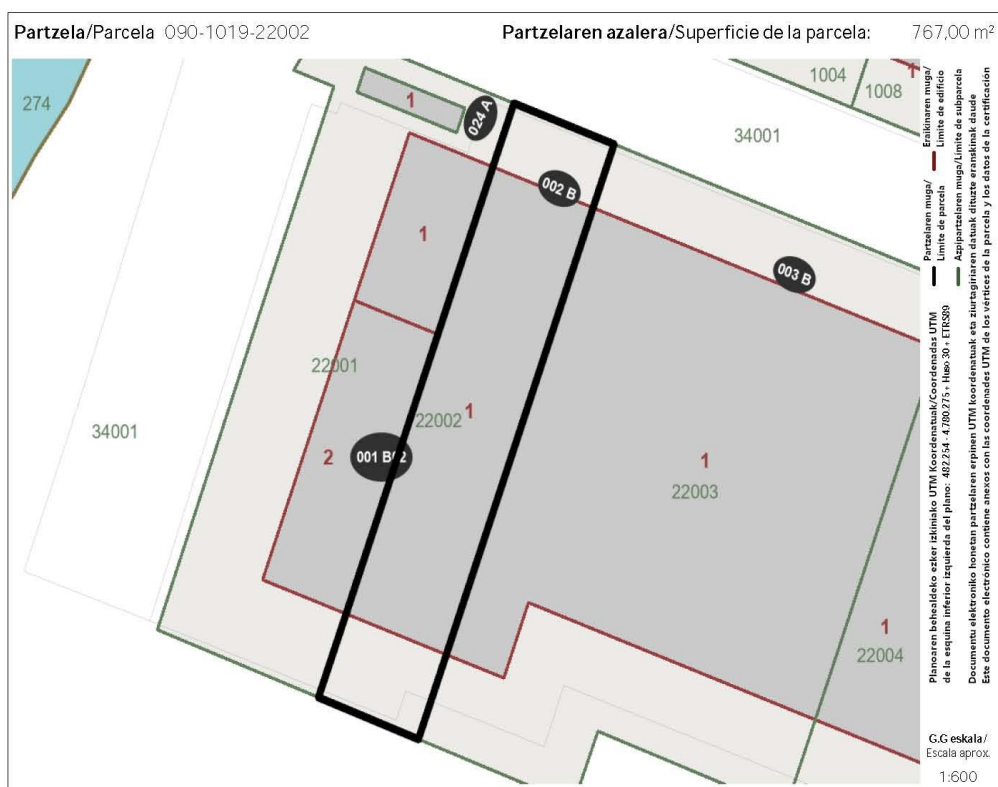 Partzela/Parcela 090-1019-22002 Partzelaren azalera/Superficie de la parcela: 767,00 m²
274
1
024 A
1004
1008
1
34001
002 B
1
003 B
22001
34001
22002
1
2
001 B
1
22003
1
22004
Partzelaren muga/
Límite de parcela
Eraikinaren muga/
Límite de edificio
Azpipartzelaren muga/Límite de subparcela
Planoaren behealdeko ezker izkiniako UTM Koordenatuak/Coordenadas UTM
de la esquina inferior izquierda del plano: 482.254 - 4.780.275 + Huso 30 + ETRS89
Documentu elektroniko honetan partzelaren erpinen UTM koordenatuak eta ziurtagiriaren datuak dituzte eranskinak daude
Este documento electrónico contiene anexos con las coordenades UTM de los vértices de la parcela y los datos de la certificación
G.G eskala/
Escala aprox.
1:600